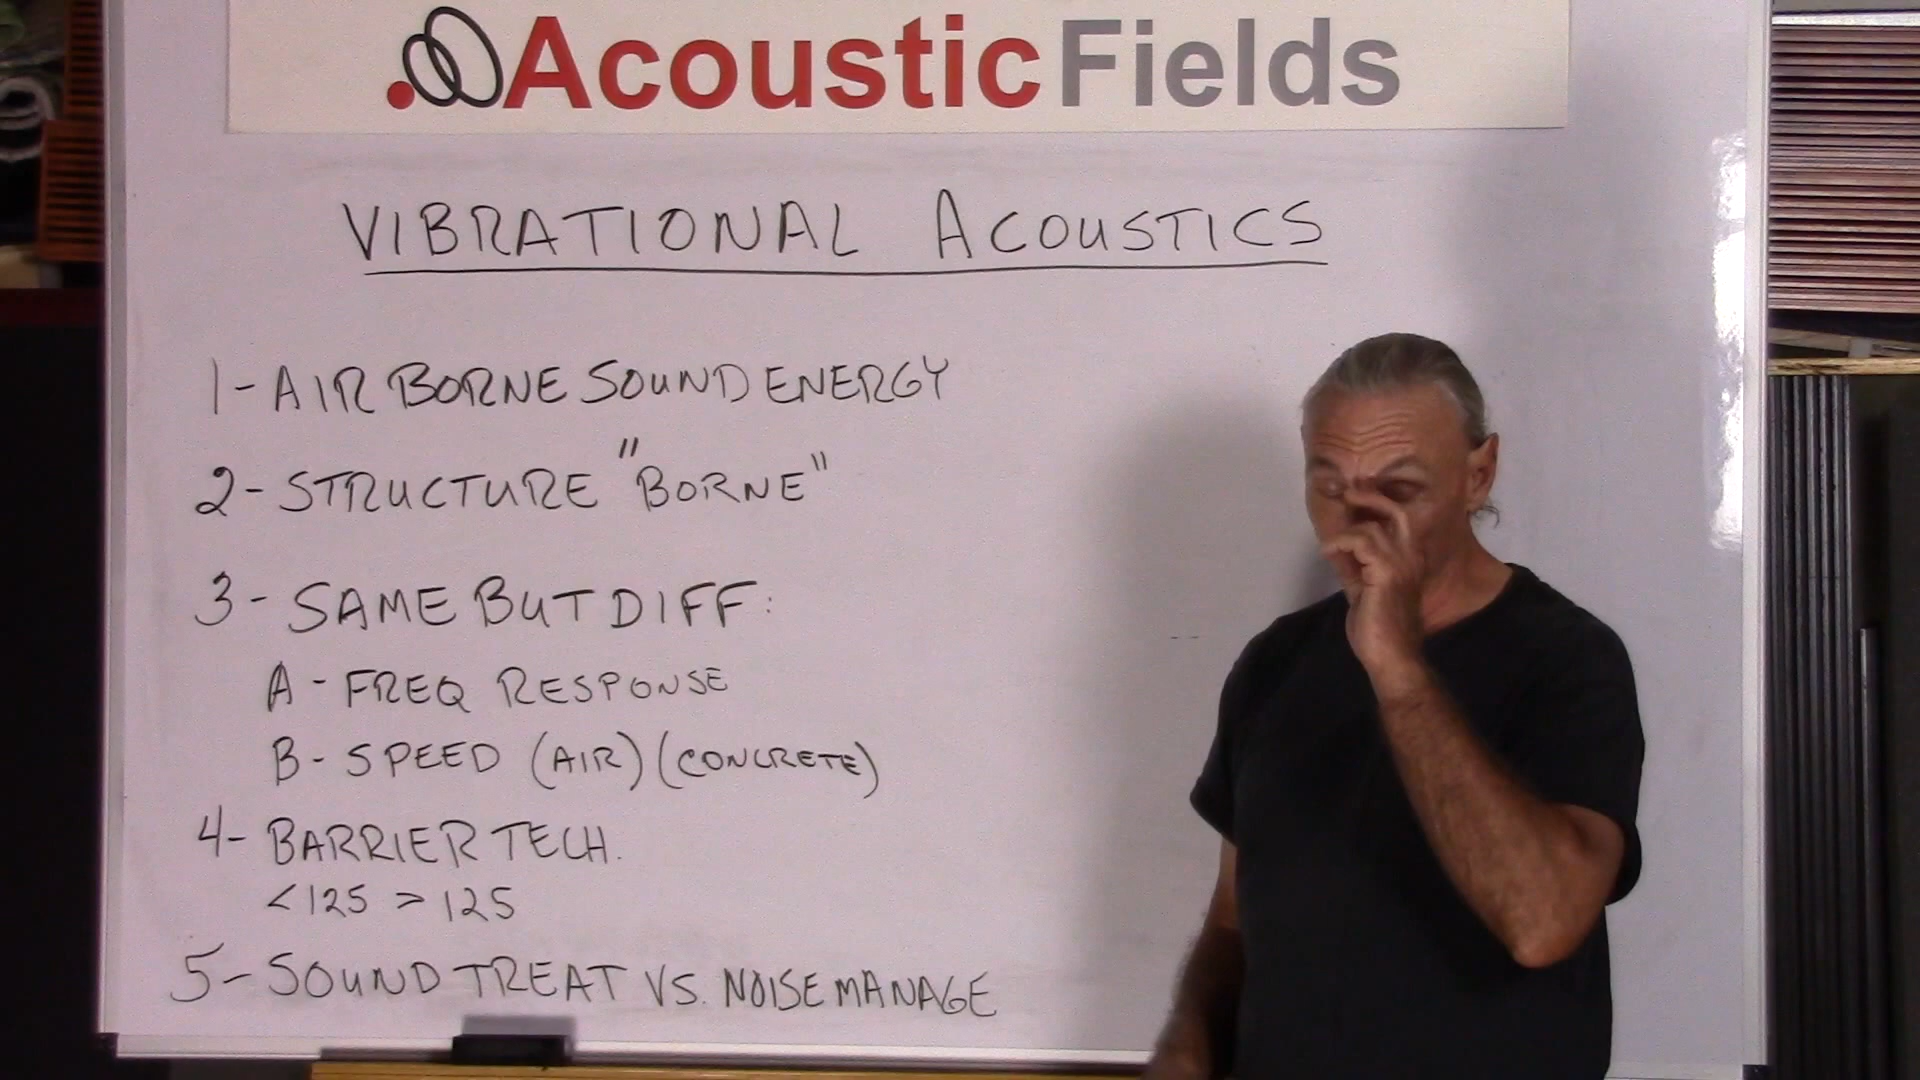 AcousticFields
VIBRATIONAL ACOUSTICS
1-AIR BORNE SOUND ENERGY
2-STRUCTURE "BORNE"
3-SAME BUT DIFF:
A-FREQ RESPONSE
B-SPEED (AIR) (CONCRETE)
4-BARRIER TECH.
<125 >125
5-SOUND TREAT VS. NOISE MANAGE